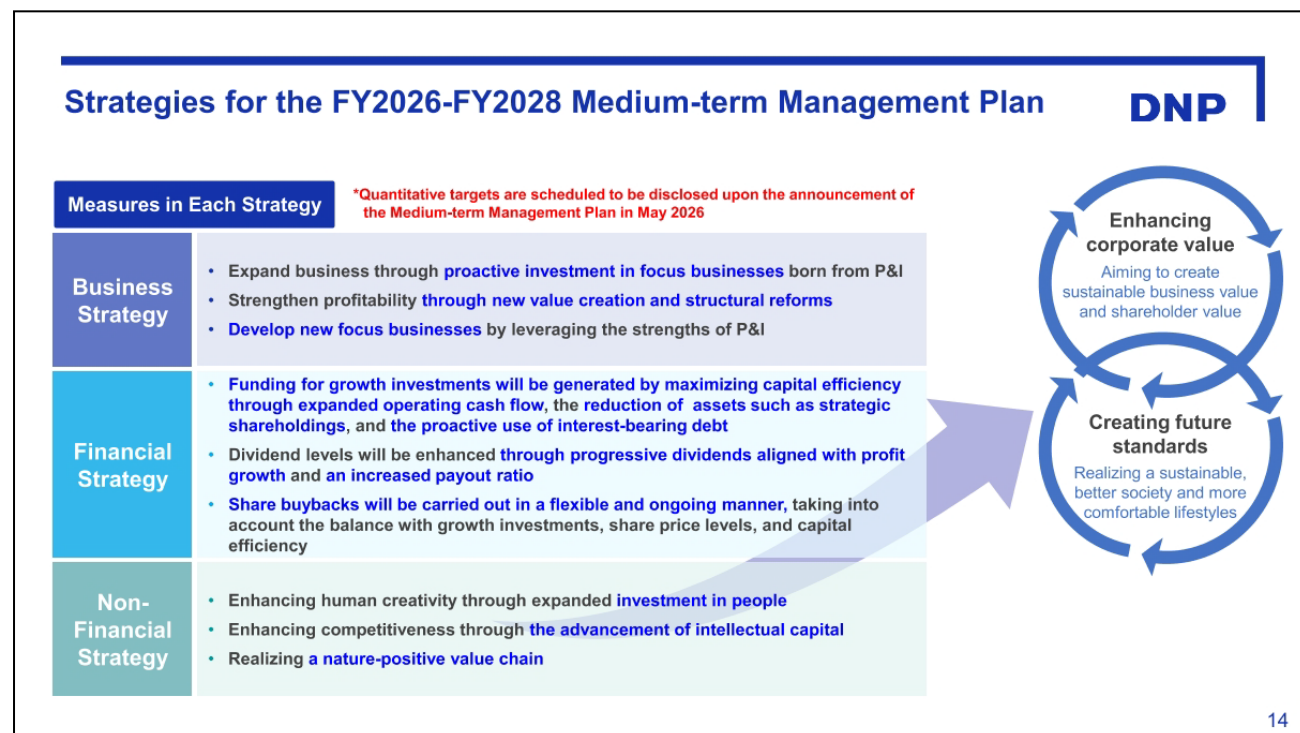 Strategies for the FY2026-FY2028 Medium-term Management Plan
DNP
Measures in Each Strategy
*Quantitative targets are scheduled to be disclosed upon the announcement of
the Medium-term Management Plan in May 2026
Business
Strategy
• Expand business through proactive investment in focus businesses born from P&I
• Strengthen profitability through new value creation and structural reforms
• Develop new focus businesses by leveraging the strengths of P&I
Financial
Strategy
• Funding for growth investments will be generated by maximizing capital efficiency
through expanded operating cash flow, the reduction of assets such as strategic
shareholdings, and the proactive use of interest-bearing debt
• Dividend levels will be enhanced through progressive dividends aligned with profit
growth and an increased payout ratio
• Share buybacks will be carried out in a flexible and ongoing manner, taking into
account the balance with growth investments, share price levels, and capital
efficiency
Non-
Financial
Strategy
• Enhancing human creativity through expanded investment in people
• Enhancing competitiveness through the advancement of intellectual capital
• Realizing a nature-positive value chain
Enhancing
corporate value
Aiming to create
sustainable business value
and shareholder value
Creating future
standards
Realizing a sustainable,
better society and more
comfortable lifestyles
14